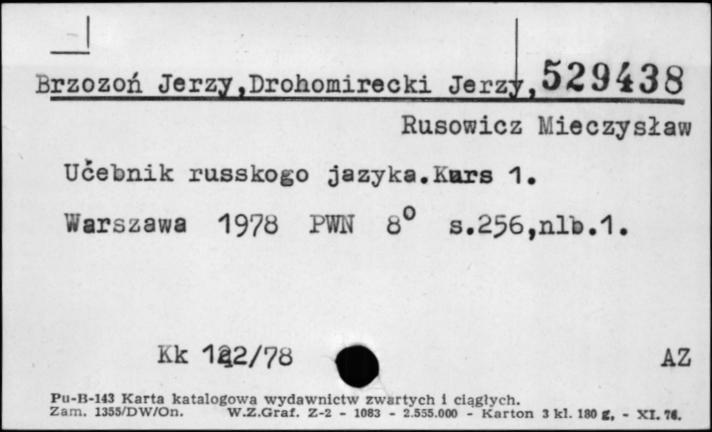 Brzozoń Jerzy,Drohomirecki Jerzy, 529438
Rusowicz Mieczysław
Učebnik russkogo jazyka.Kurs 1.
Warszawa 1978 PWN 8° s.256,nlb.1.
Kk 142/78 AZ
Pu-B-143 Karta katalogowa wydawnictw zwartych i ciągłych.
Zam. 1355/DW/On. W.Z.Graf. Z-2 - 1083 - 2.555.000 - Karton 3 kl. 180 g, - XI. 76.